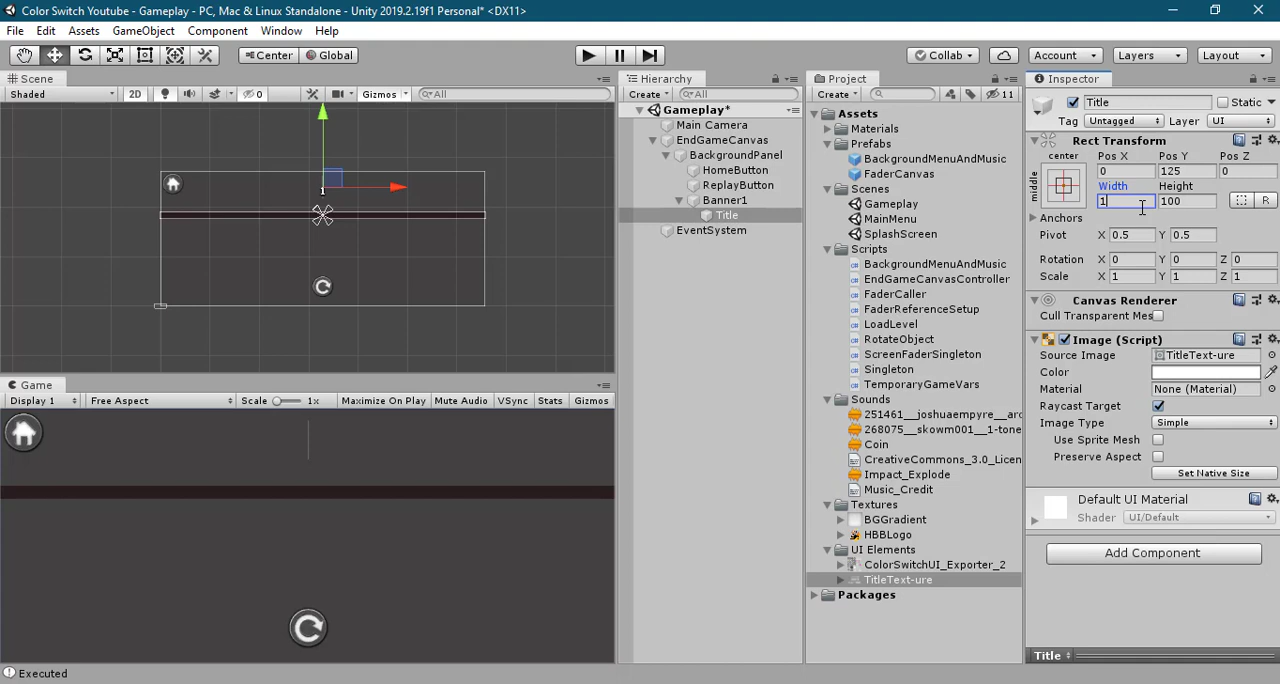 Color Switch Youtube - Gameplay - PC, Mac & Linux Standalone - Unity 2019.2.19f1 Personal* <DX11>
File Edit Assets GameObject Component Window Help
Center Global Collab Account Layers Layout
Scene
Shaded 2D 0 Gizmos All
Hierarchy
Create All
Gameplay*
Main Camera
EndGameCanvas
BackgroundPanel
HomeButton
ReplayButton
Banner1
Title
EventSystem
Project
Create 11
Assets
Materials
Prefabs
BackgroundMenuAndMusic
FaderCanvas
Scenes
Gameplay
MainMenu
SplashScreen
Scripts
BackgroundMenuAndMusic
EndGameCanvasController
FaderCaller
FaderReferenceSetup
LoadLevel
RotateObject
ScreenFaderSingleton
Singleton
TemporaryGameVars
Sounds
251461__joshuaempyre__arc
268075__skowm001__1-tone
Coin
CreativeCommons_3.0_Licen
Impact_Explode
Music_Credit
Textures
BGGradient
HBBLogo
UI Elements
ColorSwitchUI_Exporter_2
TitleText-ure
Packages
Inspector
Title Static
Tag Untagged Layer UI
Rect Transform
center Pos X Pos Y Pos Z
middle 0 125 0
Width Height
1 100 R
Anchors
Pivot X 0.5 Y 0.5
Rotation X 0 Y 0 Z 0
Scale X 1 Y 1 Z 1
Canvas Renderer
Cull Transparent Mes
Image (Script)
Source Image TitleText-ure
Color
Material None (Material)
Raycast Target
Image Type Simple
Use Sprite Mesh
Preserve Aspect
Set Native Size
Default UI Material
Shader UI/Default
Add Component
Title
Game
Display 1 Free Aspect Scale 1x Maximize On Play Mute Audio VSync Stats Gizmos
Executed